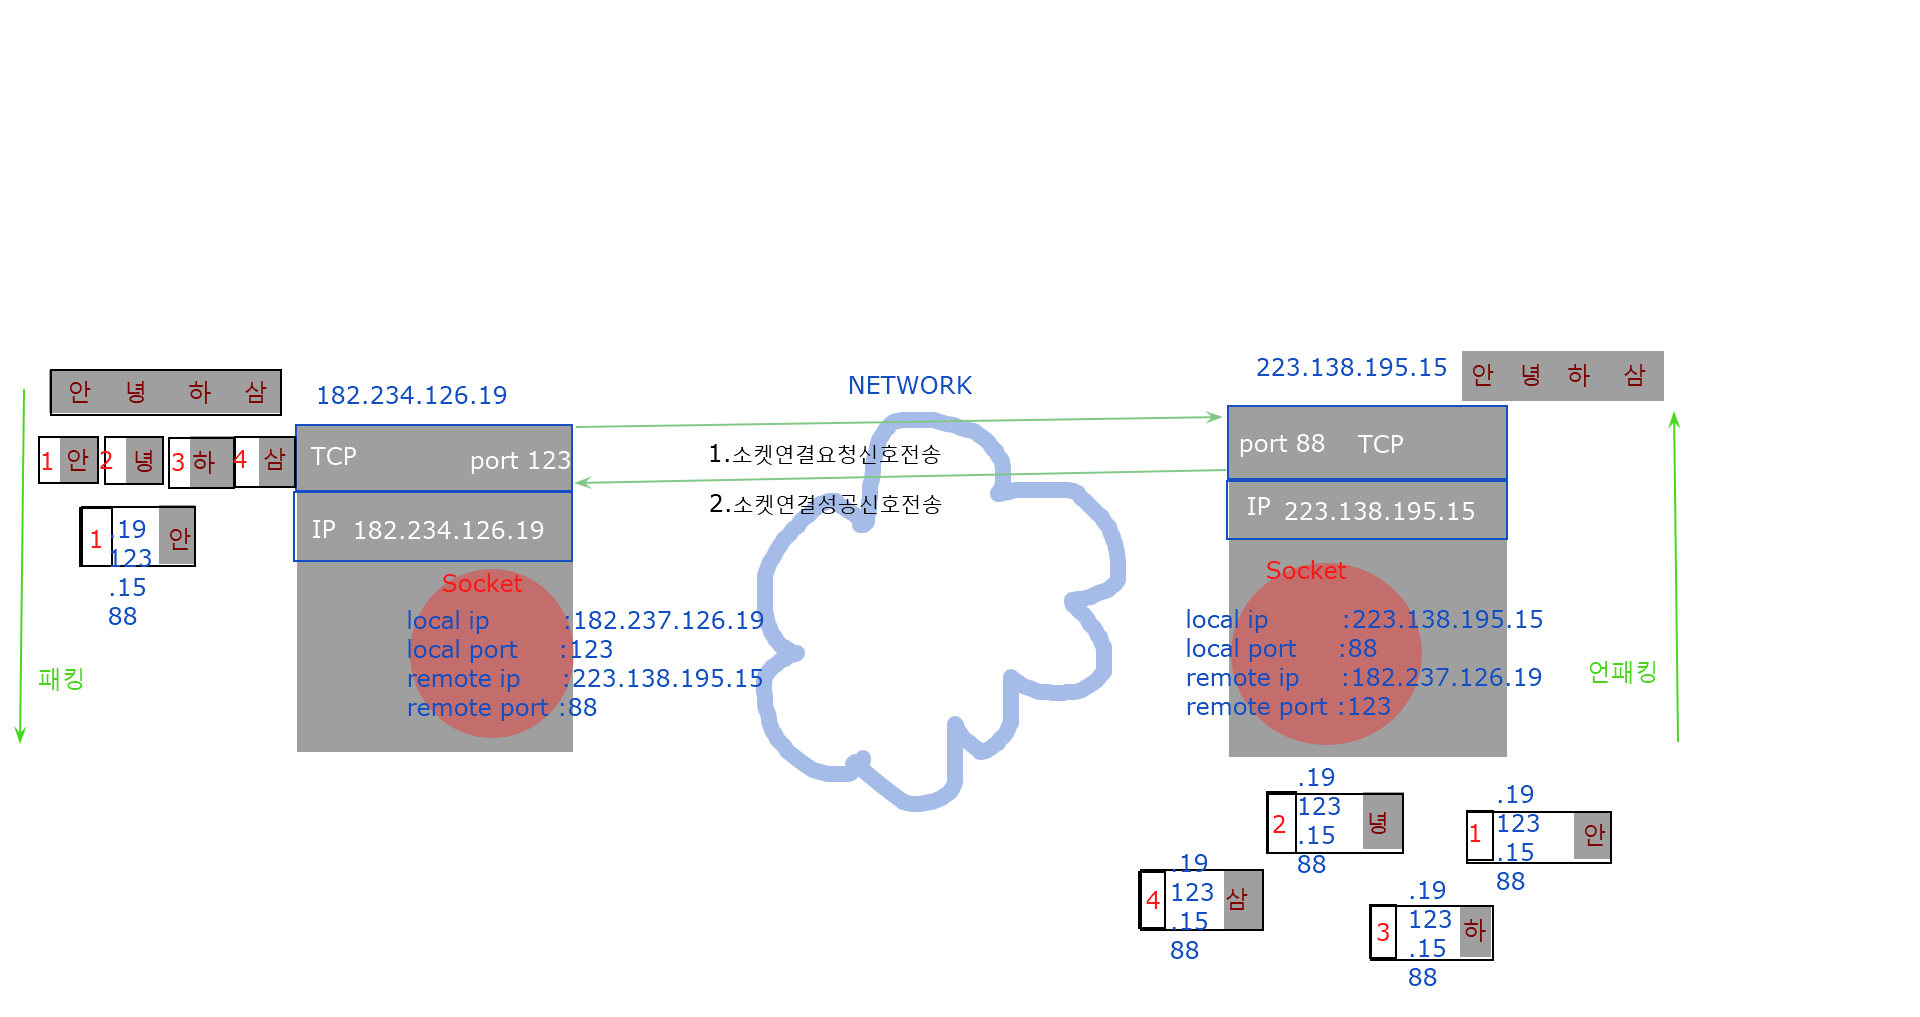 안 녕 하 삼
1 안
2 녕
3 하
4 삼
182.234.126.19
TCP port 123
IP 182.234.126.19
1 .19 안
123
.15
88
패킹
Socket
local ip :182.237.126.19
local port :123
remote ip :223.138.195.15
remote port :88
NETWORK
1.소켓연결요청신호전송
2.소켓연결성공신호전송
223.138.195.15
안 녕 하 삼
port 88 TCP
IP 223.138.195.15
Socket
local ip :223.138.195.15
local port :88
remote ip :182.237.126.19
remote port :123
언패킹
.19
2 123 녕
.15
88
.19
1 123 안
.15
88
.19
4 123 삼
.15
88
.19
3 123 하
.15
88